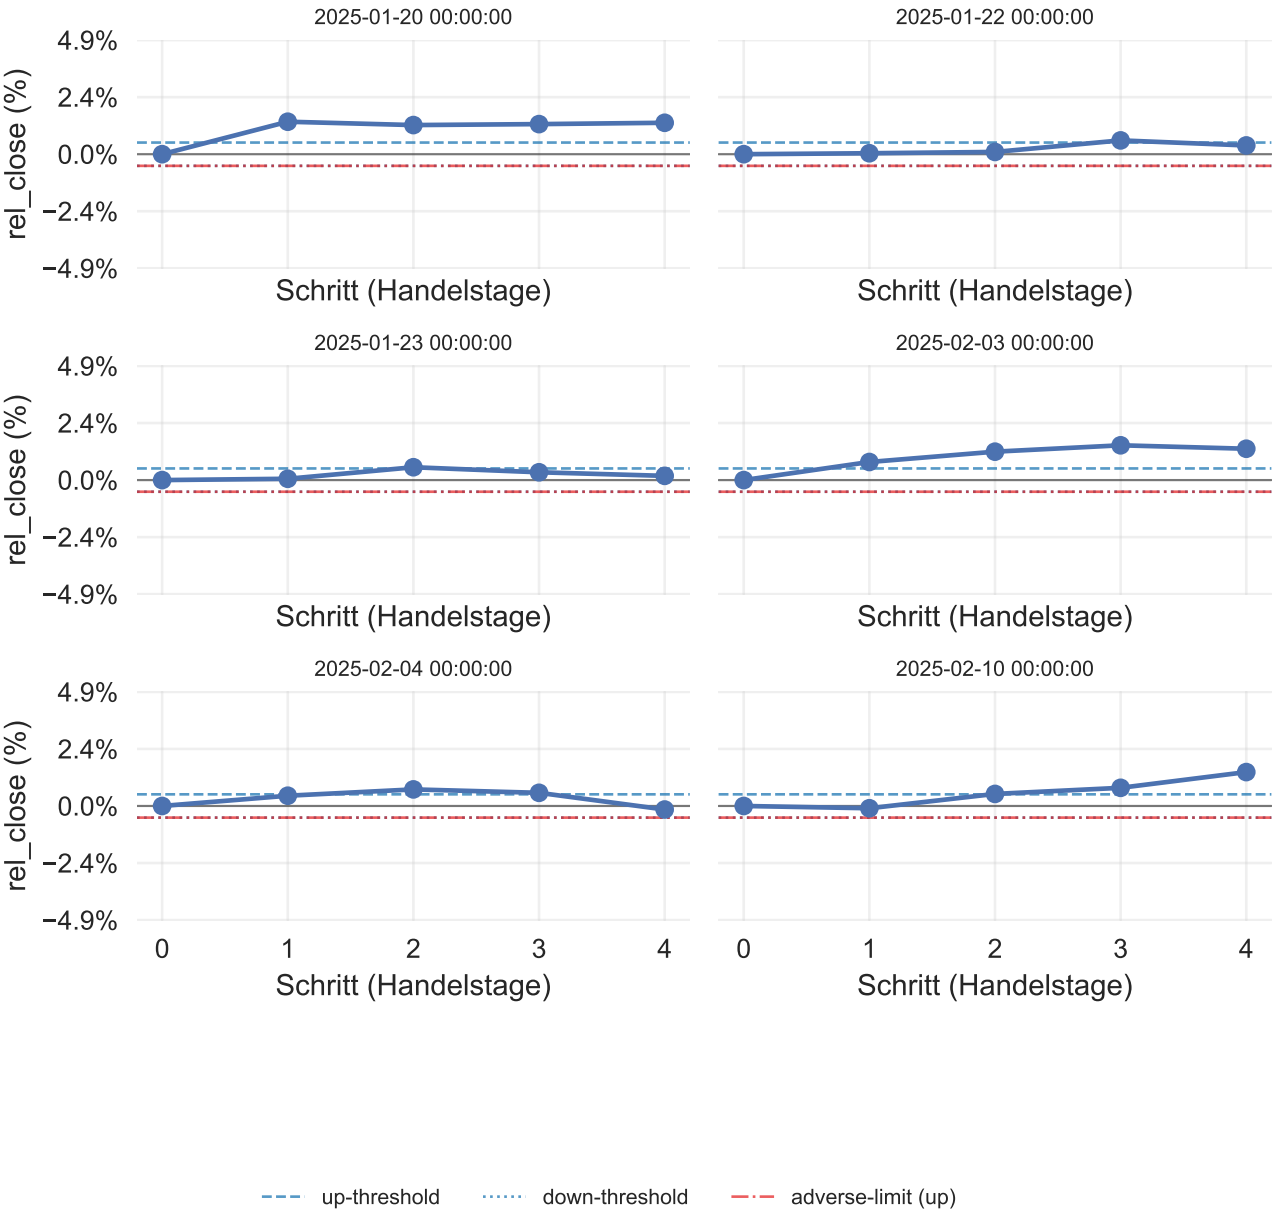 2025-01-20 00:00:00
2025-01-22 00:00:00
4.9%
2.4%
0.0%
−2.4%
−4.9%
rel_close (%)
Schritt (Handelstage)
Schritt (Handelstage)
2025-01-23 00:00:00
2025-02-03 00:00:00
4.9%
2.4%
0.0%
−2.4%
−4.9%
rel_close (%)
Schritt (Handelstage)
Schritt (Handelstage)
2025-02-04 00:00:00
2025-02-10 00:00:00
4.9%
2.4%
0.0%
−2.4%
−4.9%
rel_close (%)
0 1 2 3 4
0 1 2 3 4
Schritt (Handelstage)
Schritt (Handelstage)
up-threshold
down-threshold
adverse-limit (up)